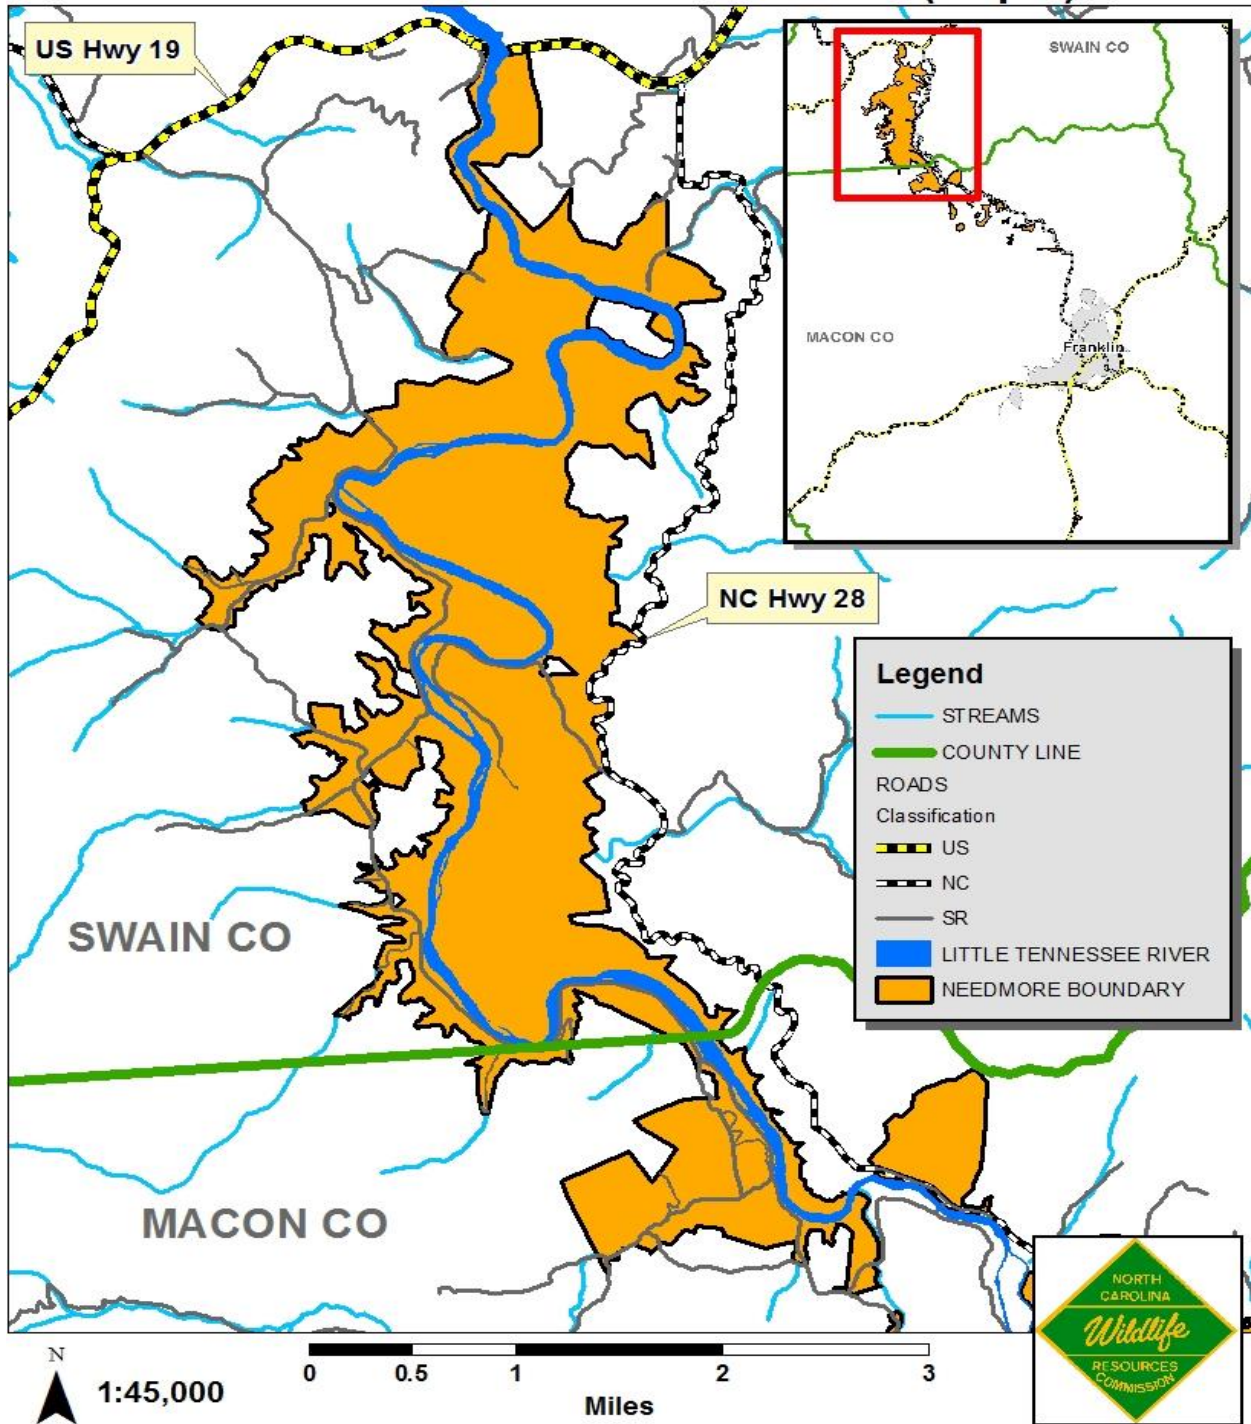 US Hwy 19
SWAIN CO
MACON CO
Franklin
NC Hwy 28
Legend
STREAMS
COUNTY LINE
ROADS
Classification
US
NC
SR
LITTLE TENNESSEE RIVER
NEEDMORE BOUNDARY
SWAIN CO
MACON CO
N
1:45,000
0 0.5 1 2 3
Miles
NORTH
CAROLINA
Wildlife
RESOURCES
COMMISSION